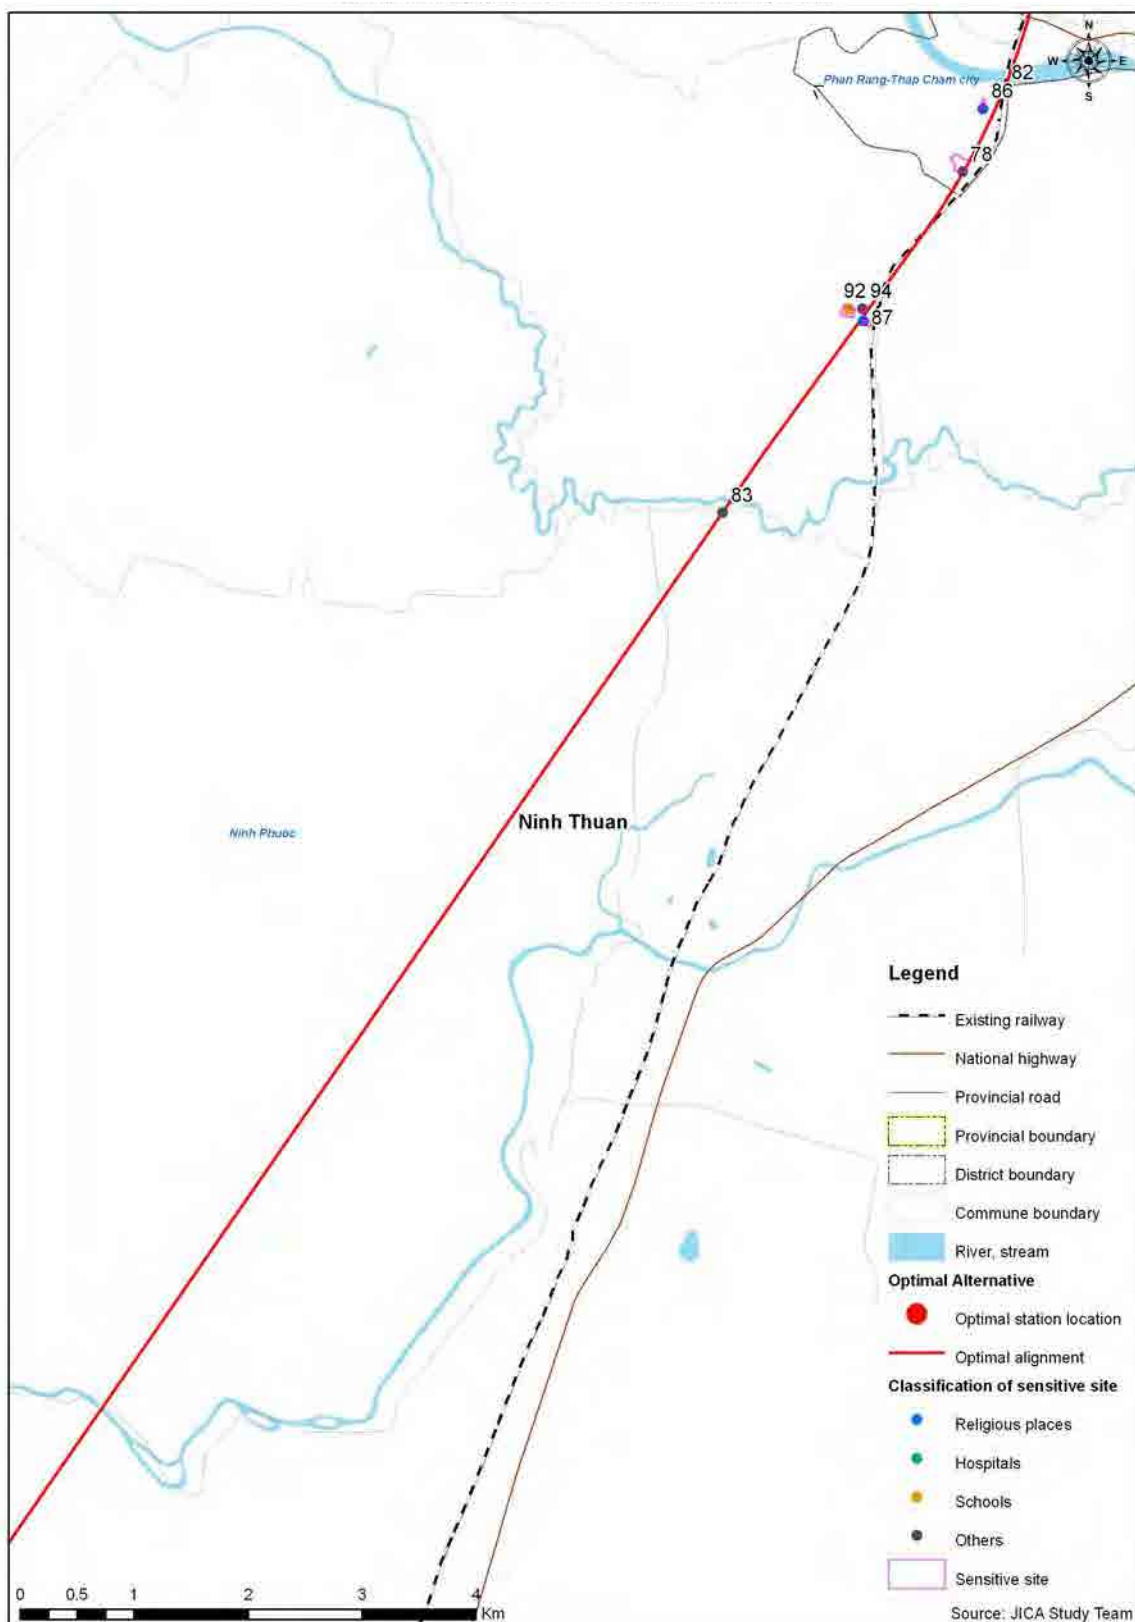 N
W E
S
Phan Rang-Thap Cham city
82
86
78
92 94
87
83
Ninh Thuan
Ninh Phuoc
Legend
Existing railway
National highway
Provincial road
Provincial boundary
District boundary
Commune boundary
River, stream
Optimal Alternative
Optimal station location
Optimal alignment
Classification of sensitive site
Religious places
Hospitals
Schools
Others
Sensitive site
0 0.5 1 2 3 4
Km
Source: JICA Study Team